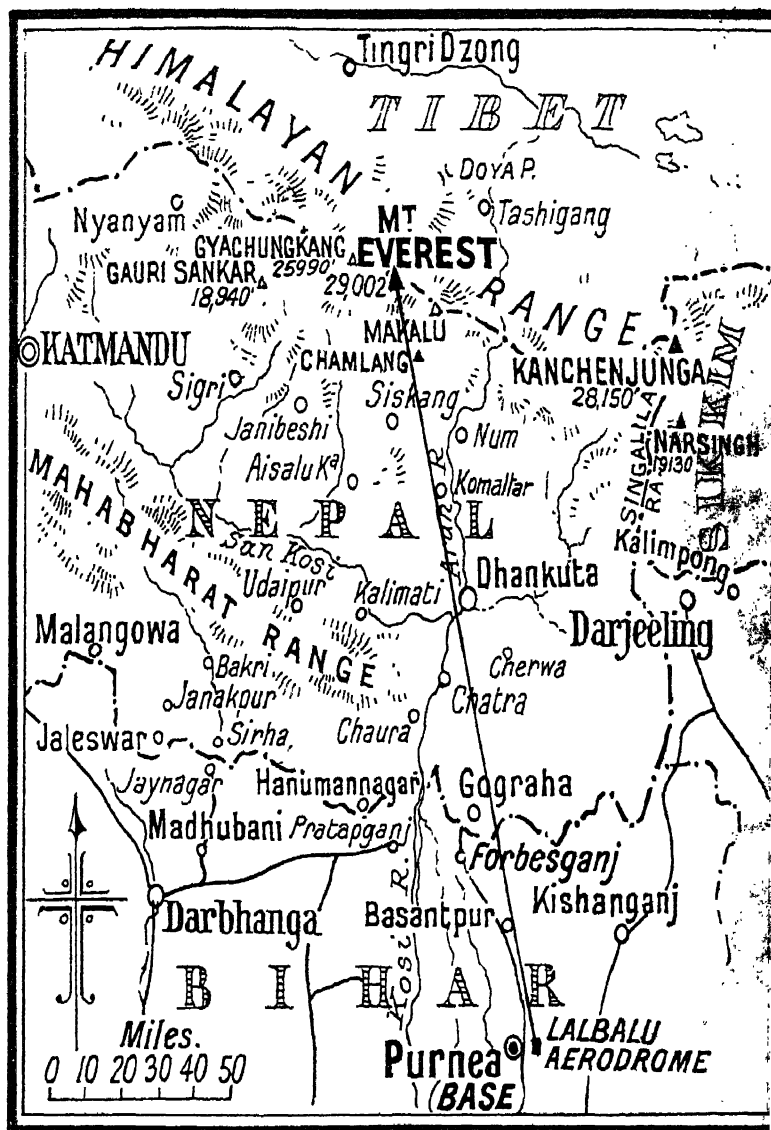 Tingri Dzong
HIMALAYAN
TIBET
DOYA P.
Nyanyam
Tashigang
MT
EVEREST
GYACHUNGKANG
25990'
GAURI SANKAR
18,940'
29,002'
RANGE
MAKALU
KATMANDU
CHAMLANG
KANCHENJUNGA
28,150'
Sigri
Siskang
Janibeshi
Num
NARSINGH
19130
SINGALILA
RA.
SIKKIM
Aisalu Ka
Komaltar
Arun R
MAHABHARAT RANGE
NEPAL
San Kosi
Kalimpong
Udaipur
Kalimati
Dhankuta
Malangowa
Darjeeling
Bakri
Cherwa
Janakpur
Chatra
Jaleswar
Sirha,
Chaura
Jaynagar
Hanumannagar
Gograha
Madhubani
Pratapganj
Forbesganj
Darbhanga
Basantpur
Kishanganj
Kosi R.
BIHAR
Miles.
0 10 20 30 40 50
Purnea
(BASE
LALBALU
AERODROME